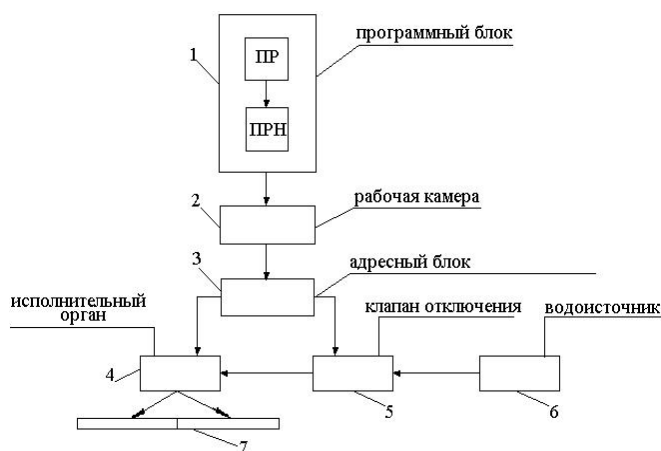 программный блок
1
ПР
ПРН
2
рабочая камера
3
адресный блок
исполнительный
орган
клапан отключения
водоисточник
4
5
6
7